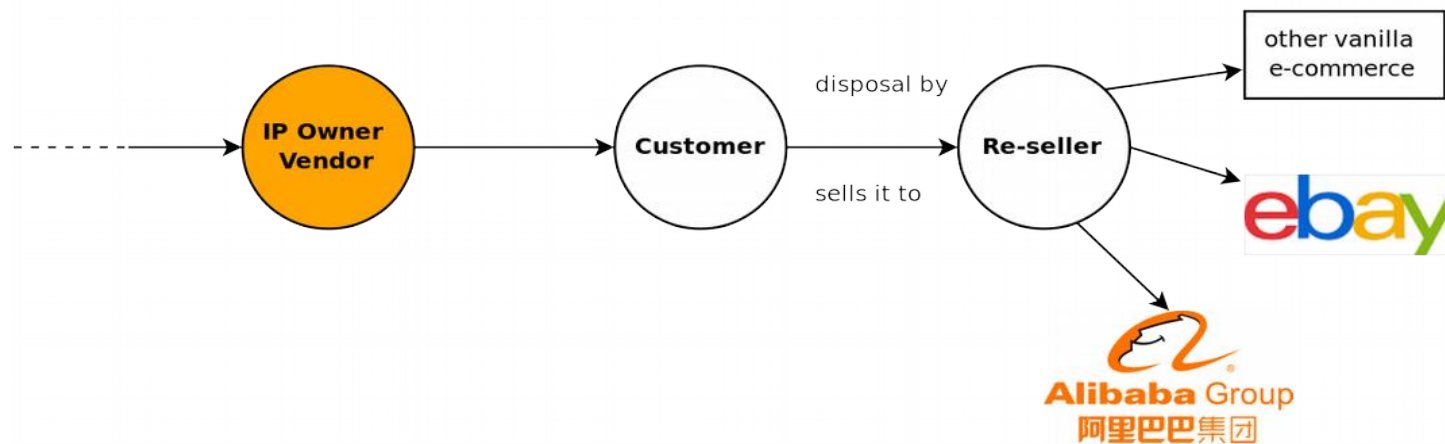 IP Owner
Vendor
Customer
disposal by
sells it to
Re-seller
other vanilla
e-commerce
ebay
Alibaba Group
阿里巴巴集团